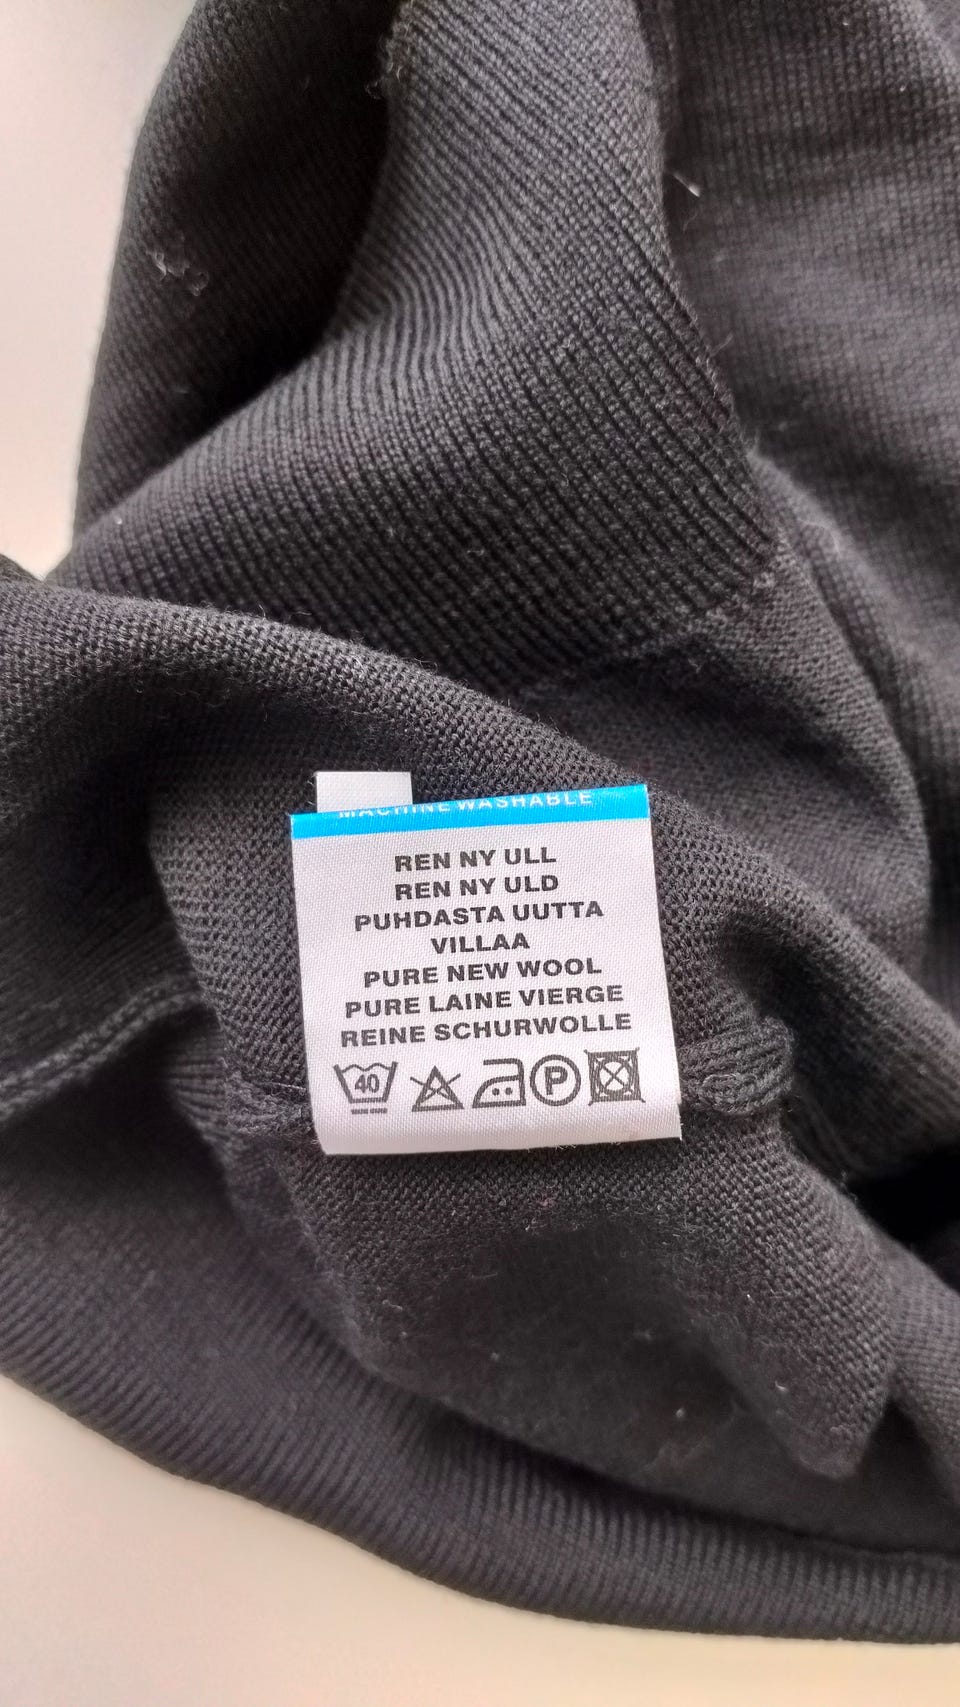 MACHINE WASHABLE
REN NY ULL
REN NY ULD
PUHDASTA UUTTA
VILLAA
PURE NEW WOOL
PURE LAINE VIERGE
REINE SCHURWOLLE
40 P